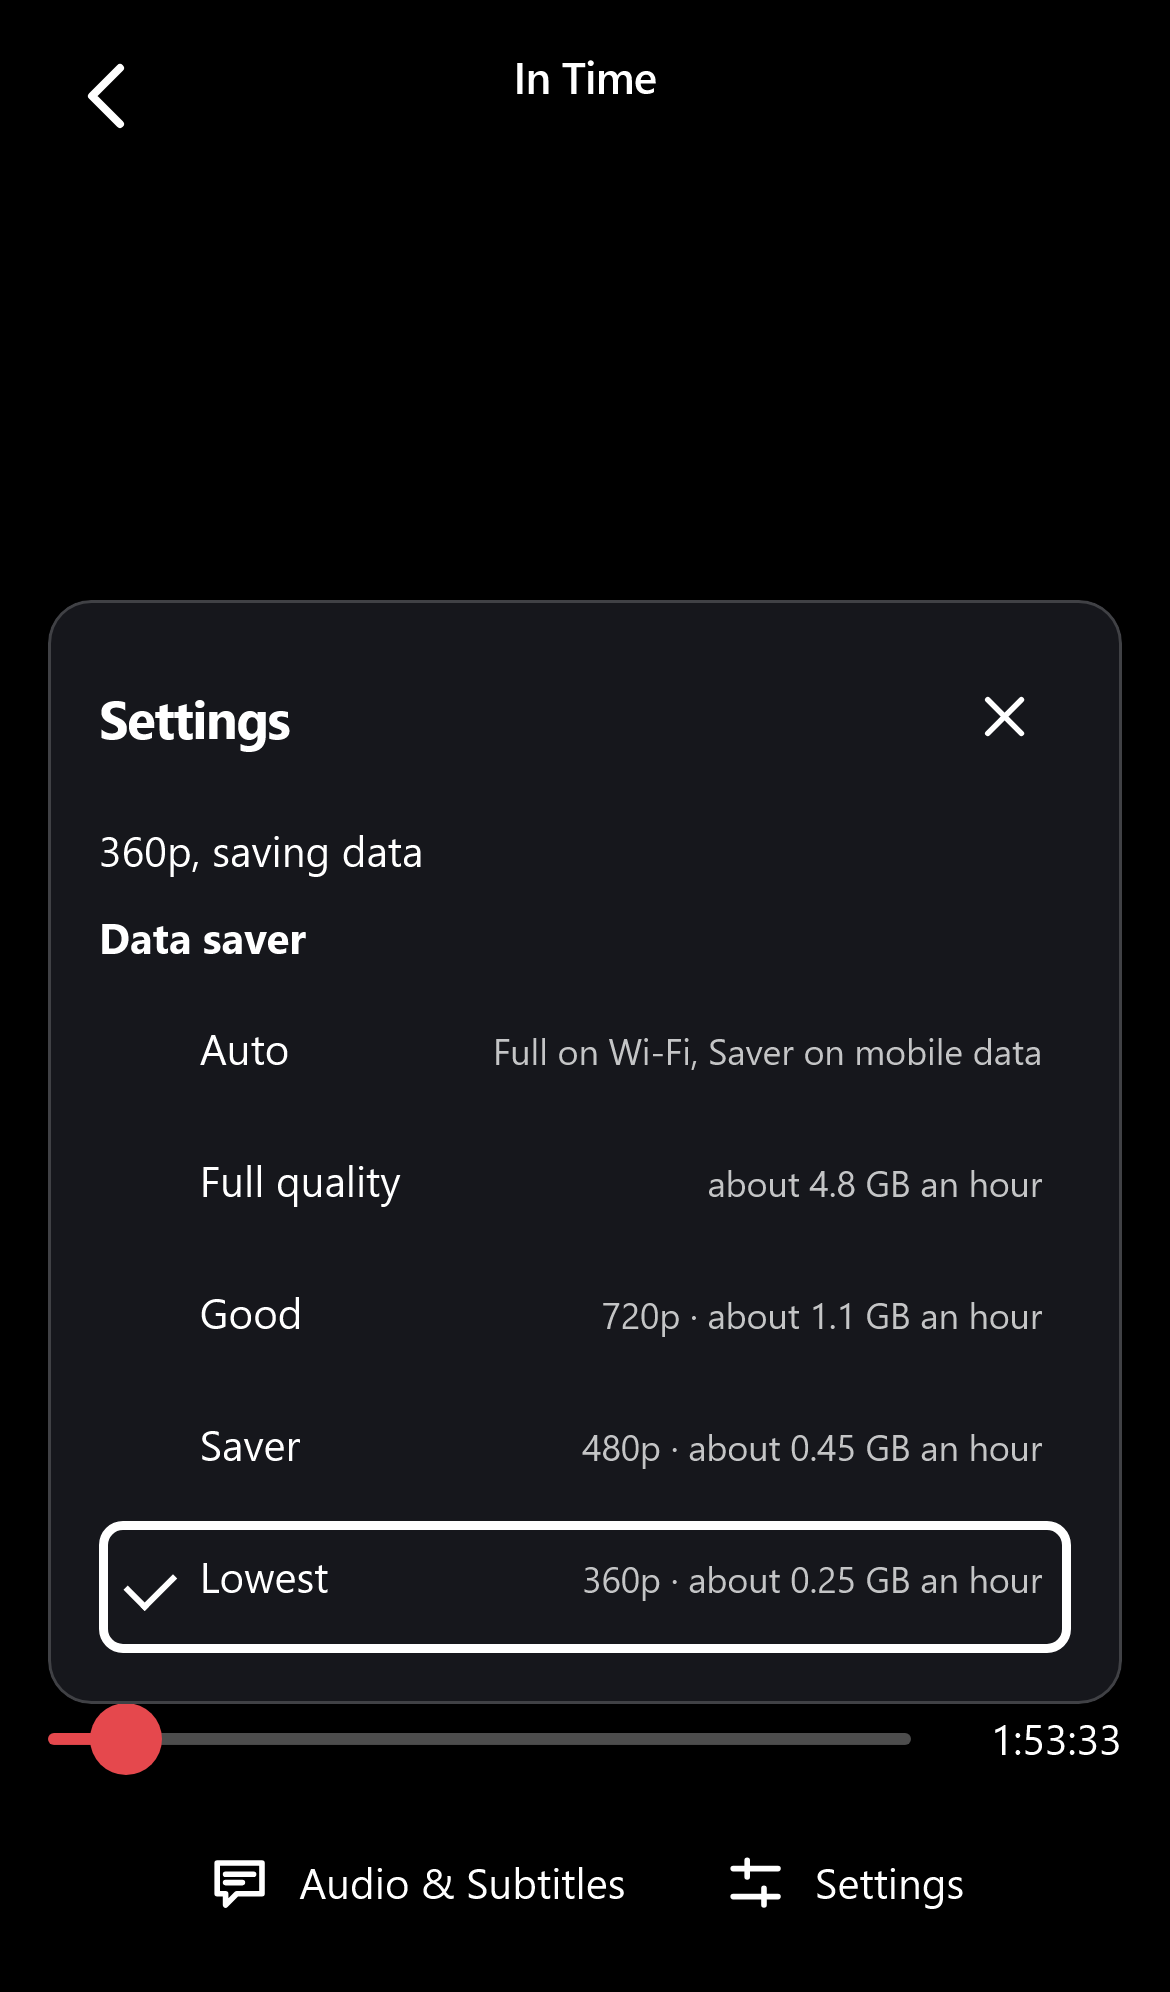 In Time
Settings
360p, saving data
Data saver
Auto Full on Wi-Fi, Saver on mobile data
Full quality about 4.8 GB an hour
Good 720p · about 1.1 GB an hour
Saver 480p · about 0.45 GB an hour
Lowest 360p · about 0.25 GB an hour
1:53:33
Audio & Subtitles Settings